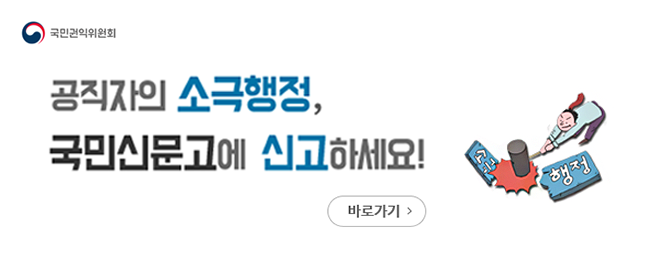 국민권익위원회
공직자의 소극행정,
국민신문고에 신고하세요!
소극
행정
바로가기